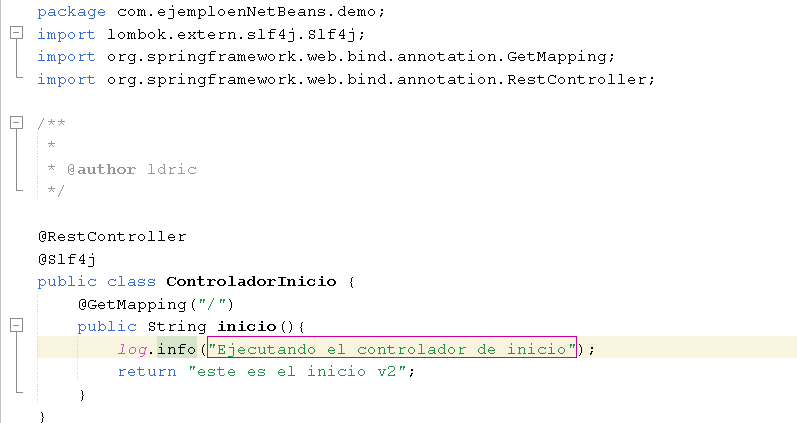 package com.ejemploenNetBeans.demo;
import lombok.extern.slf4j.Slf4j;
import org.springframework.web.bind.annotation.GetMapping;
import org.springframework.web.bind.annotation.RestController;
/**
*
* @author ldric
*/
@RestController
@Slf4j
public class ControladorInicio {
@GetMapping("/")
public String inicio(){
log.info("Ejecutando el controlador de inicio");
return "este es el inicio v2";
}
}